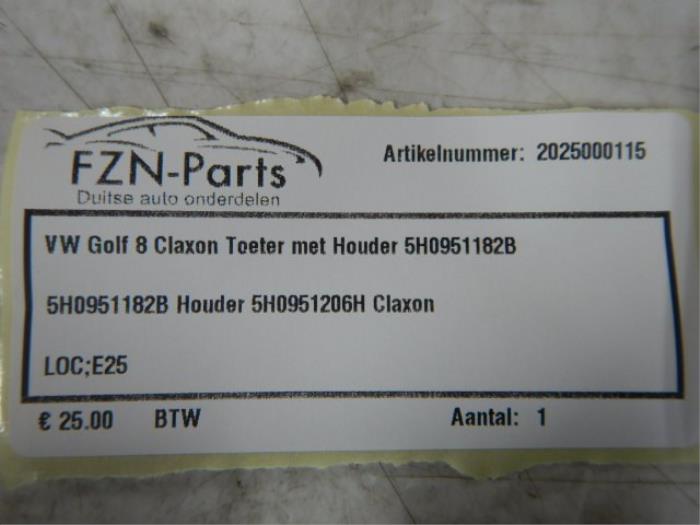 FZN-Parts
Duitse auto onderdelen
Artikelnummer: 2025000115
VW Golf 8 Claxon Toeter met Houder 5H0951182B
5H0951182B Houder 5H0951206H Claxon
LOC;E25
€ 25.00 BTW Aantal: 1